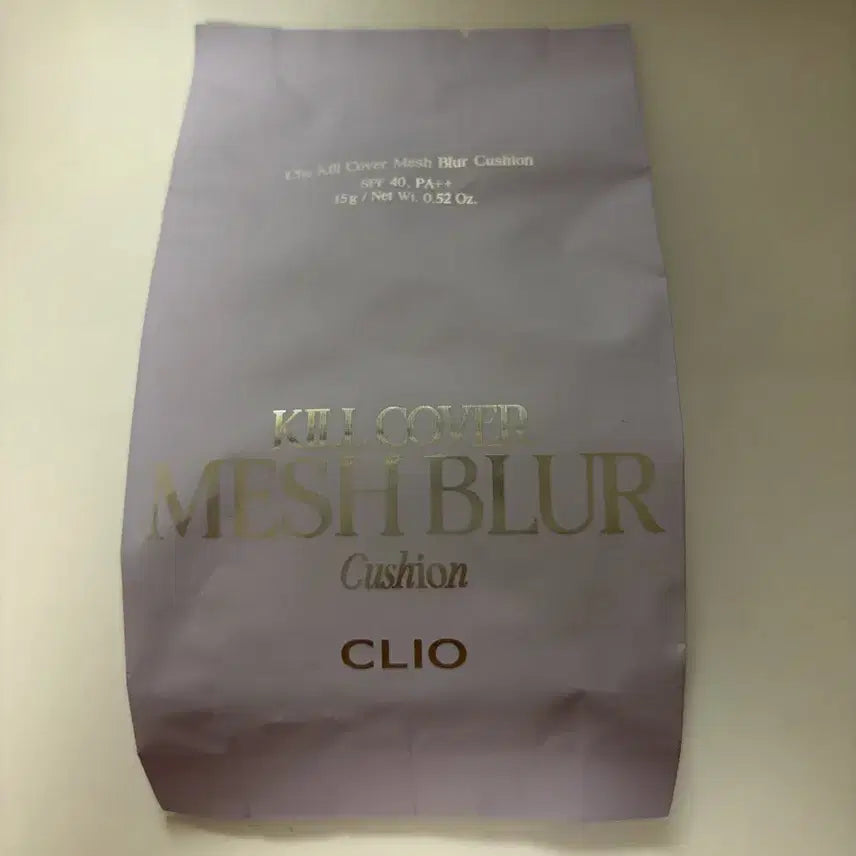 Clio Kill Cover Mesh Blur Cushion
SPF 40, PA++
15g / Net Wt. 0.52 Oz.
KILL COVER
MESH BLUR
Cushion
CLIO